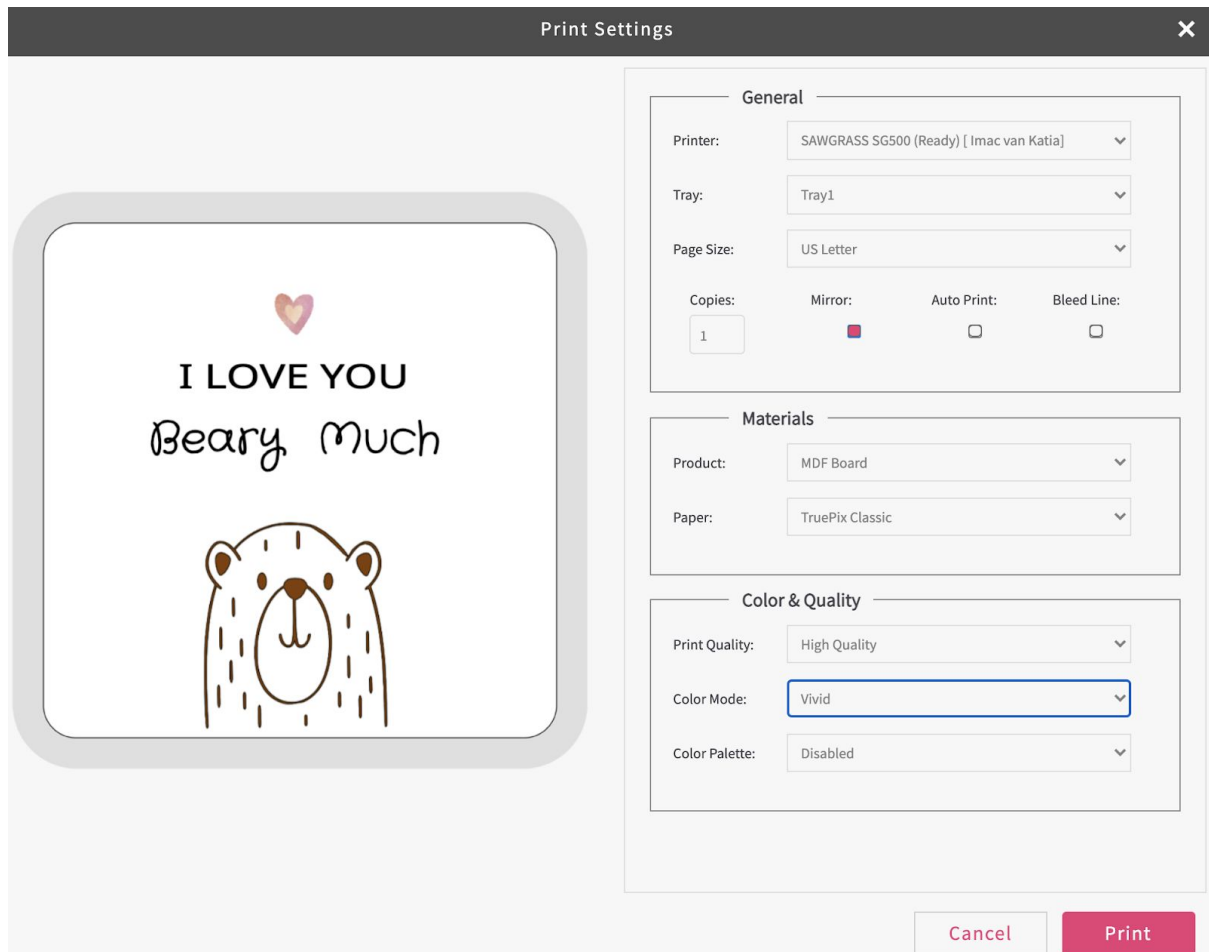 Print Settings
I LOVE YOU
Beary Much
General
Printer: SAWGRASS SG500 (Ready) [ Imac van Katia]
Tray: Tray1
Page Size: US Letter
Copies: Mirror: Auto Print: Bleed Line:
1
Materials
Product: MDF Board
Paper: TruePix Classic
Color & Quality
Print Quality: High Quality
Color Mode: Vivid
Color Palette: Disabled
Cancel Print